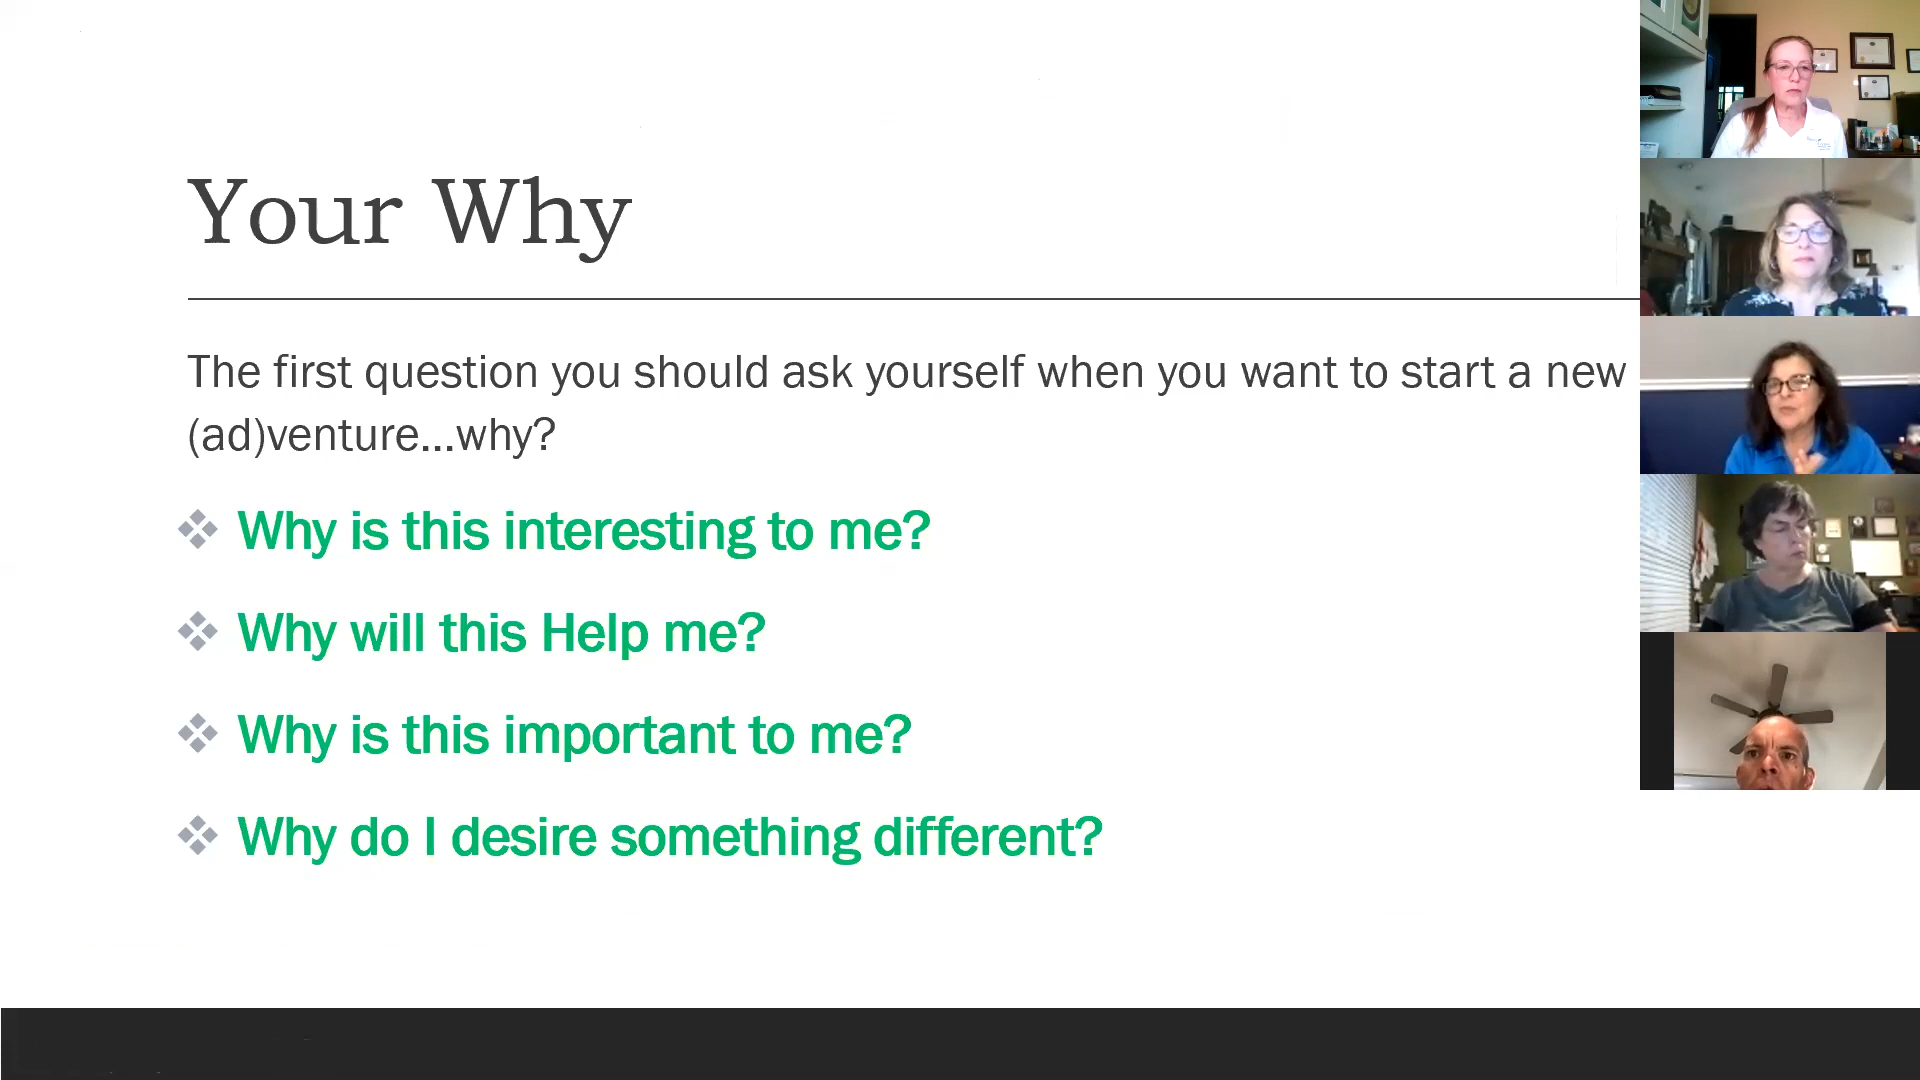 Your Why
The first question you should ask yourself when you want to start a new
(ad)venture...why?
Why is this interesting to me?
Why will this Help me?
Why is this important to me?
Why do I desire something different?